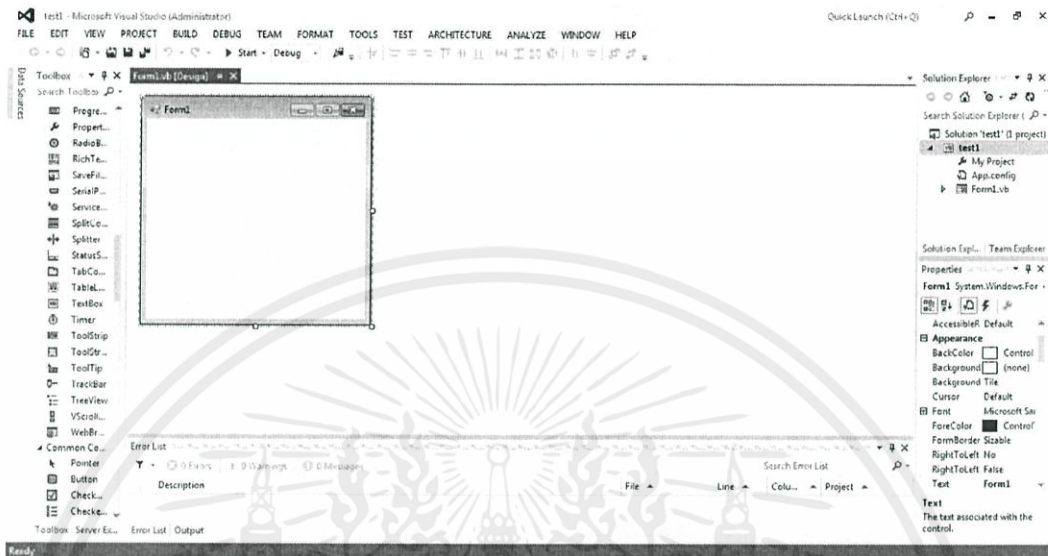 test1 - Microsoft Visual Studio (Administrator)
Quick Launch (Ctrl+Q)
FILE EDIT VIEW PROJECT BUILD DEBUG TEAM FORMAT TOOLS TEST ARCHITECTURE ANALYZE WINDOW HELP
Start - Debug
Data Sources
Toolbox
Search Toolbox
Progre...
Propert...
RadioB...
RichTe...
SaveFil...
SerialP...
Service...
SplitCo...
Splitter
StatusS...
TabCo...
TableL...
TextBox
Timer
ToolStrip
ToolStr...
ToolTip
TrackBar
TreeView
VScroll...
WebBr...
Common Co...
Pointer
Button
Check...
Checke...
Toolbox Server Ex...
Form1.vb [Design]
Form1
Error List
0 Errors 0 Warnings 0 Messages
Search Error List
Description File Line Colu... Project
Error List Output
Solution Explorer
Search Solution Explorer (
Solution 'test1' (1 project)
test1
My Project
App.config
Form1.vb
Solution Expl... Team Explorer
Properties
Form1 System.Windows.For
AccessibleR Default
Appearance
BackColor Control
Background (none)
Background Tile
Cursor Default
Font Microsoft San
ForeColor Control
FormBorder Sizable
RightToLeft No
RightToLeft False
Text Form1
Text
The text associated with the
control.
Ready